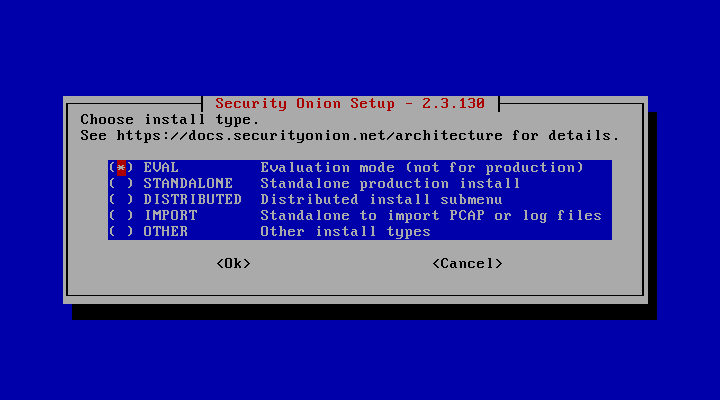 Security Onion Setup - 2.3.130
Choose install type.
See https://docs.securityonion.net/architecture for details.
(*) EVAL Evaluation mode (not for production)
( ) STANDALONE Standalone production install
( ) DISTRIBUTED Distributed install submenu
( ) IMPORT Standalone to import PCAP or log files
( ) OTHER Other install types
<Ok> <Cancel>